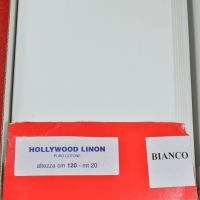 HOLLYWOOD LINON
PURO COTONE
altezza cm 120 - mt 20
BIANCO